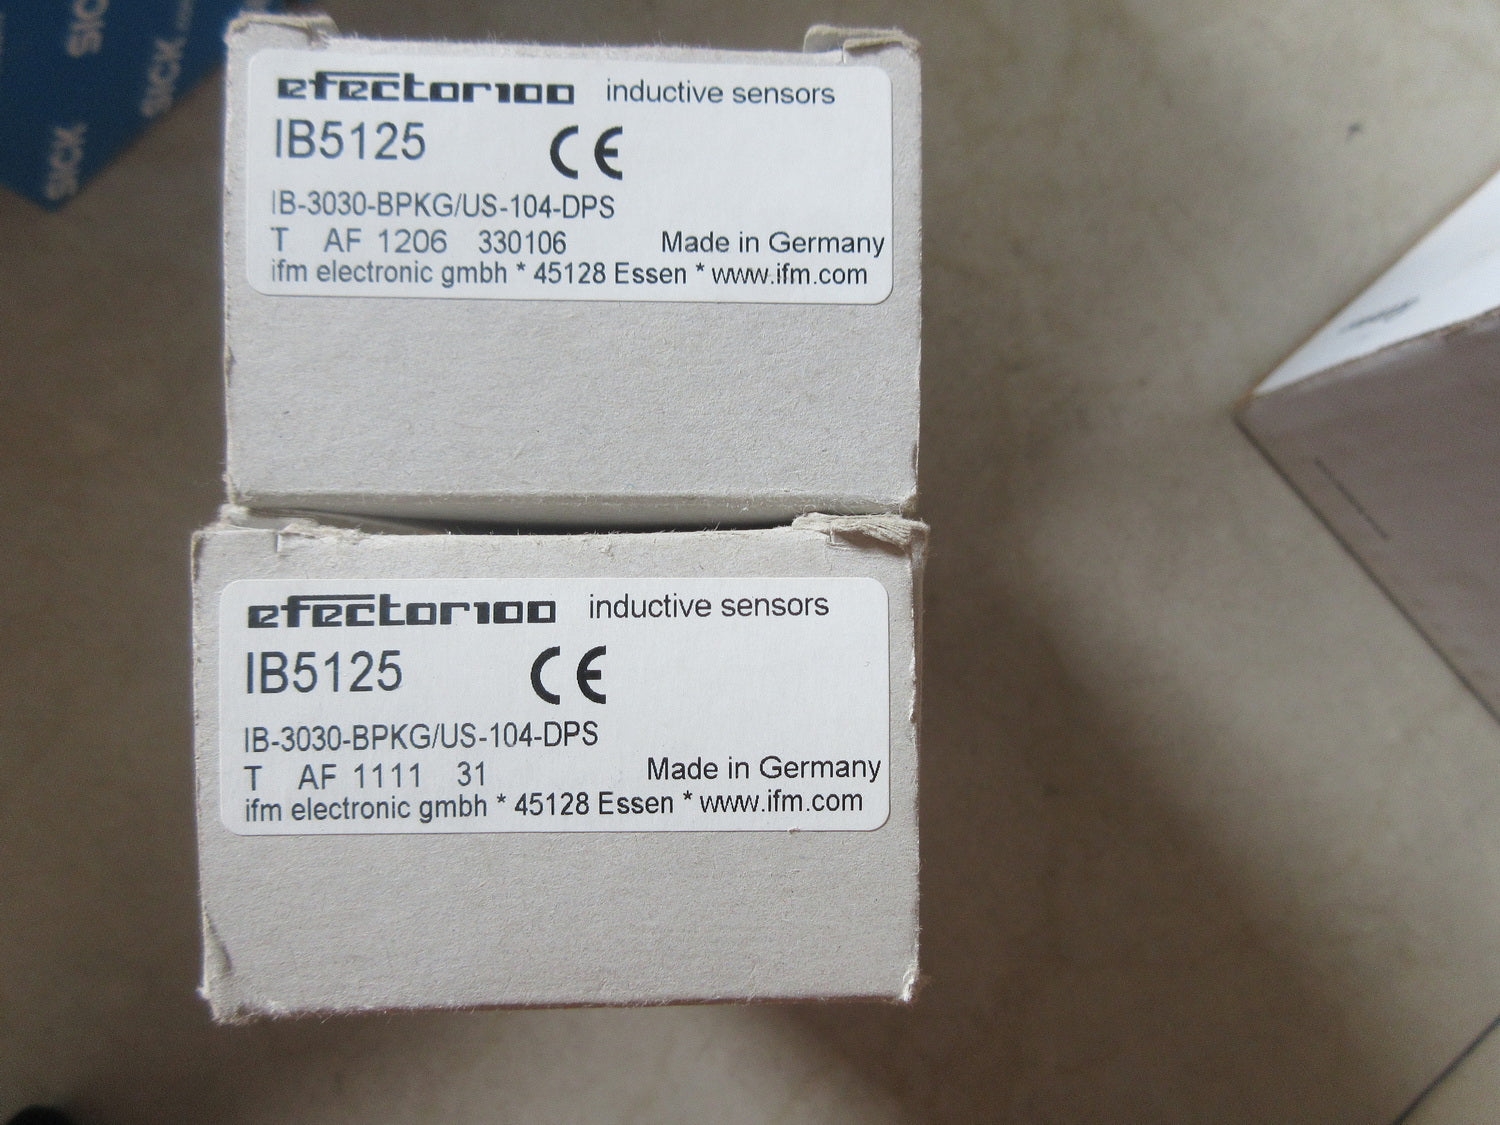 SICK
SICK
SICK
efector100 inductive sensors
IB5125 CE
IB-3030-BPKG/US-104-DPS
T AF 1206 330106 Made in Germany
ifm electronic gmbh * 45128 Essen * www.ifm.com
efector100 inductive sensors
IB5125 CE
IB-3030-BPKG/US-104-DPS
T AF 1111 31 Made in Germany
ifm electronic gmbh * 45128 Essen * www.ifm.com